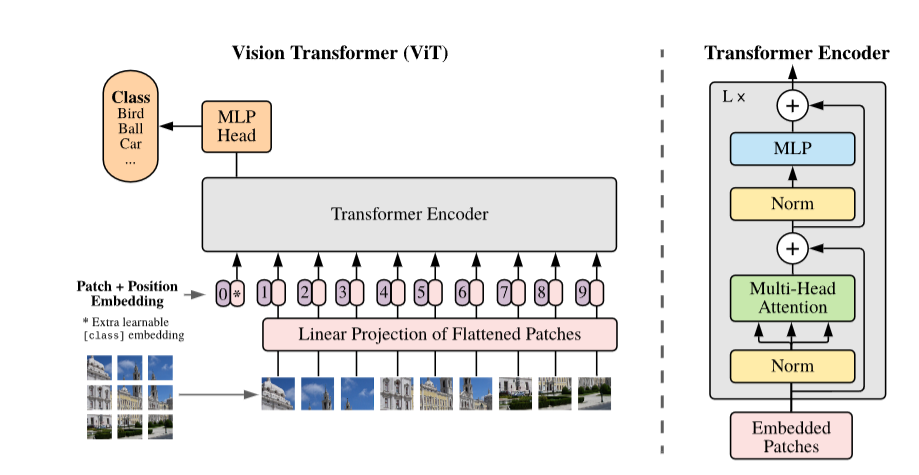 Vision Transformer (ViT)
Class
Bird
Ball
Car
...
MLP
Head
Transformer Encoder
Patch + Position
Embedding
* Extra learnable
[class] embedding
0 * 1 2 3 4 5 6 7 8 9
Linear Projection of Flattened Patches
Transformer Encoder
L x
+
MLP
Norm
+
Multi-Head
Attention
Norm
Embedded
Patches